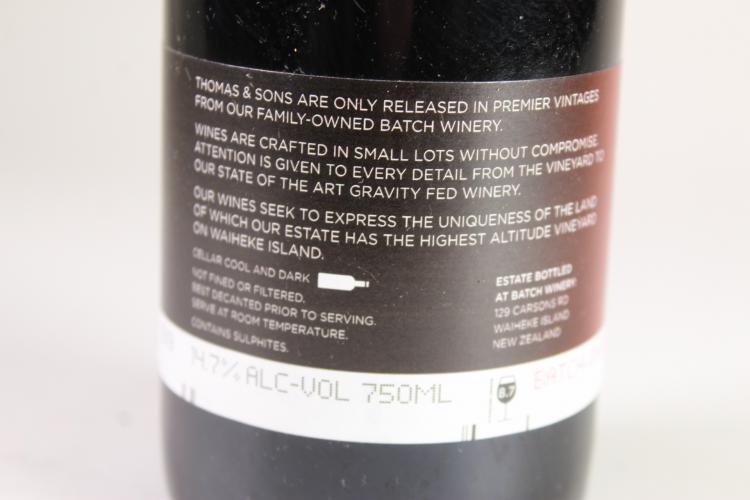 THOMAS & SONS ARE ONLY RELEASED IN PREMIER VINTAGES
FROM OUR FAMILY-OWNED BATCH WINERY.
WINES ARE CRAFTED IN SMALL LOTS WITHOUT COMPROMISE.
ATTENTION IS GIVEN TO EVERY DETAIL FROM THE VINEYARD TO
OUR STATE OF THE ART GRAVITY FED WINERY.
OUR WINES SEEK TO EXPRESS THE UNIQUENESS OF THE LAND
OF WHICH OUR ESTATE HAS THE HIGHEST ALTITUDE VINEYARD
ON WAIHEKE ISLAND.
CELLAR COOL AND DARK
NOT FINED OR FILTERED.
BEST DECANTED PRIOR TO SERVING.
SERVE AT ROOM TEMPERATURE.
CONTAINS SULPHITES.
ESTATE BOTTLED
AT BATCH WINERY:
129 CARSONS RD
WAIHEKE ISLAND
NEW ZEALAND
14.7% ALC-VOL 750ML
8.7